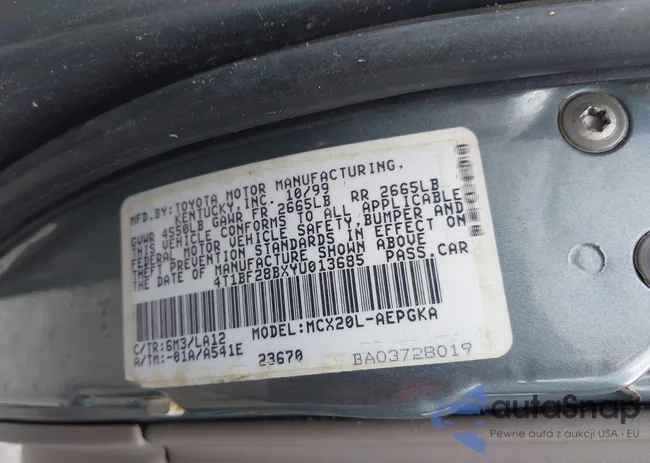 MFD.BY:TOYOTA MOTOR MANUFACTURING,
KENTUCKY,INC. 10/99
GVWR 4550LB GAWR FR 2665LB RR 2665LB
THIS VEHICLE CONFORMS TO ALL APPLICABLE
FEDERAL MOTOR VEHICLE SAFETY,BUMPER AND
THEFT PREVENTION STANDARDS IN EFFECT ON
THE DATE OF MANUFACTURE SHOWN ABOVE
4T1BF28BXYU013685 PASS.CAR
C/TR:6M3/LA12 MODEL:MCX20L-AEPGKA
A/TM:-01A/A541E 23670 BA03728019
autoSnap
Pewne auta z aukcji USA i EU